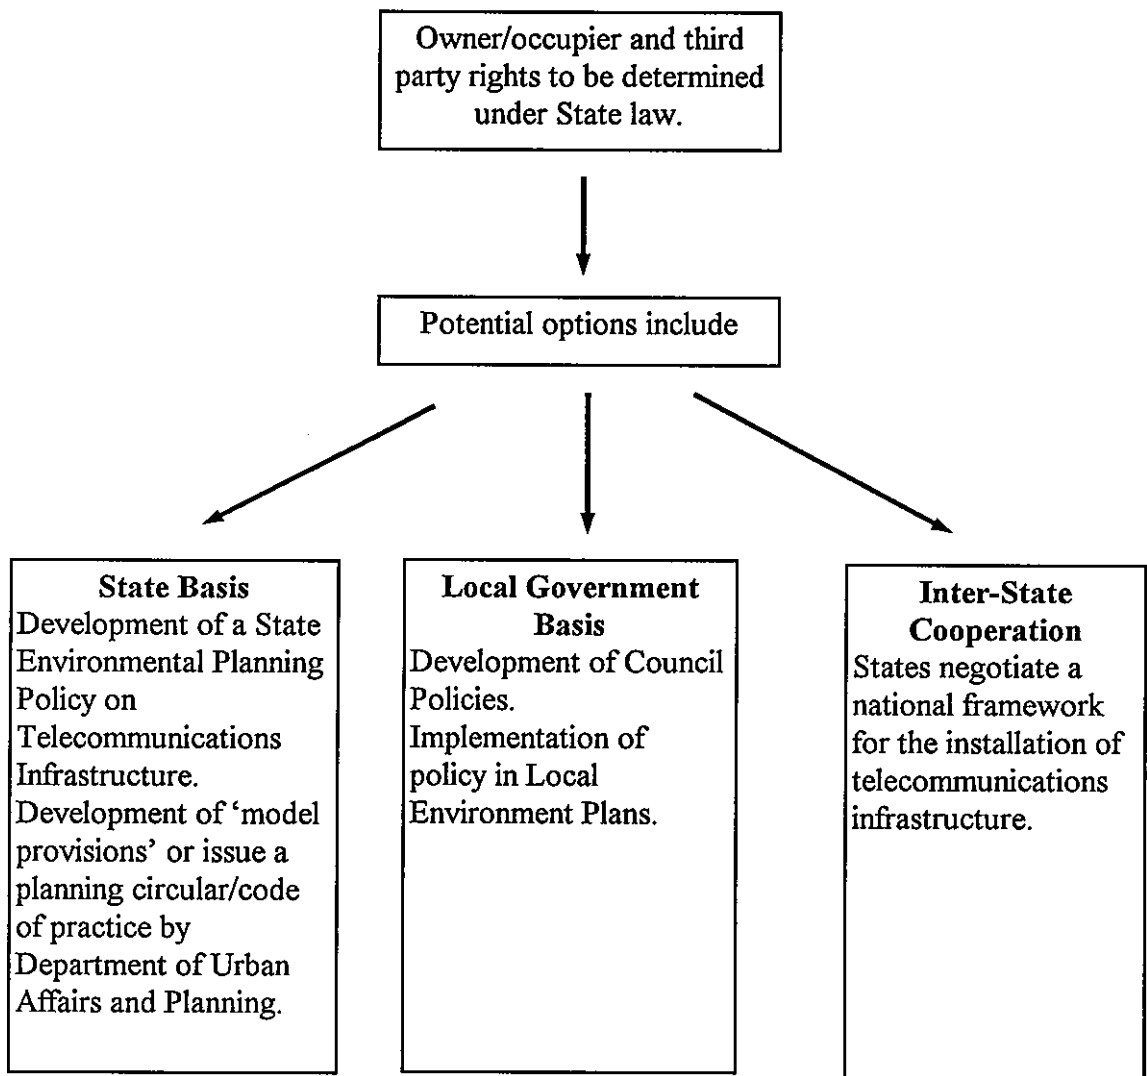 Owner/occupier and third
party rights to be determined
under State law.
Potential options include
State Basis
Development of a State
Environmental Planning
Policy on
Telecommunications
Infrastructure.
Development of ‘model
provisions’ or issue a
planning circular/code
of practice by
Department of Urban
Affairs and Planning.
Local Government
Basis
Development of Council
Policies.
Implementation of
policy in Local
Environment Plans.
Inter-State
Cooperation
States negotiate a
national framework
for the installation of
telecommunications
infrastructure.